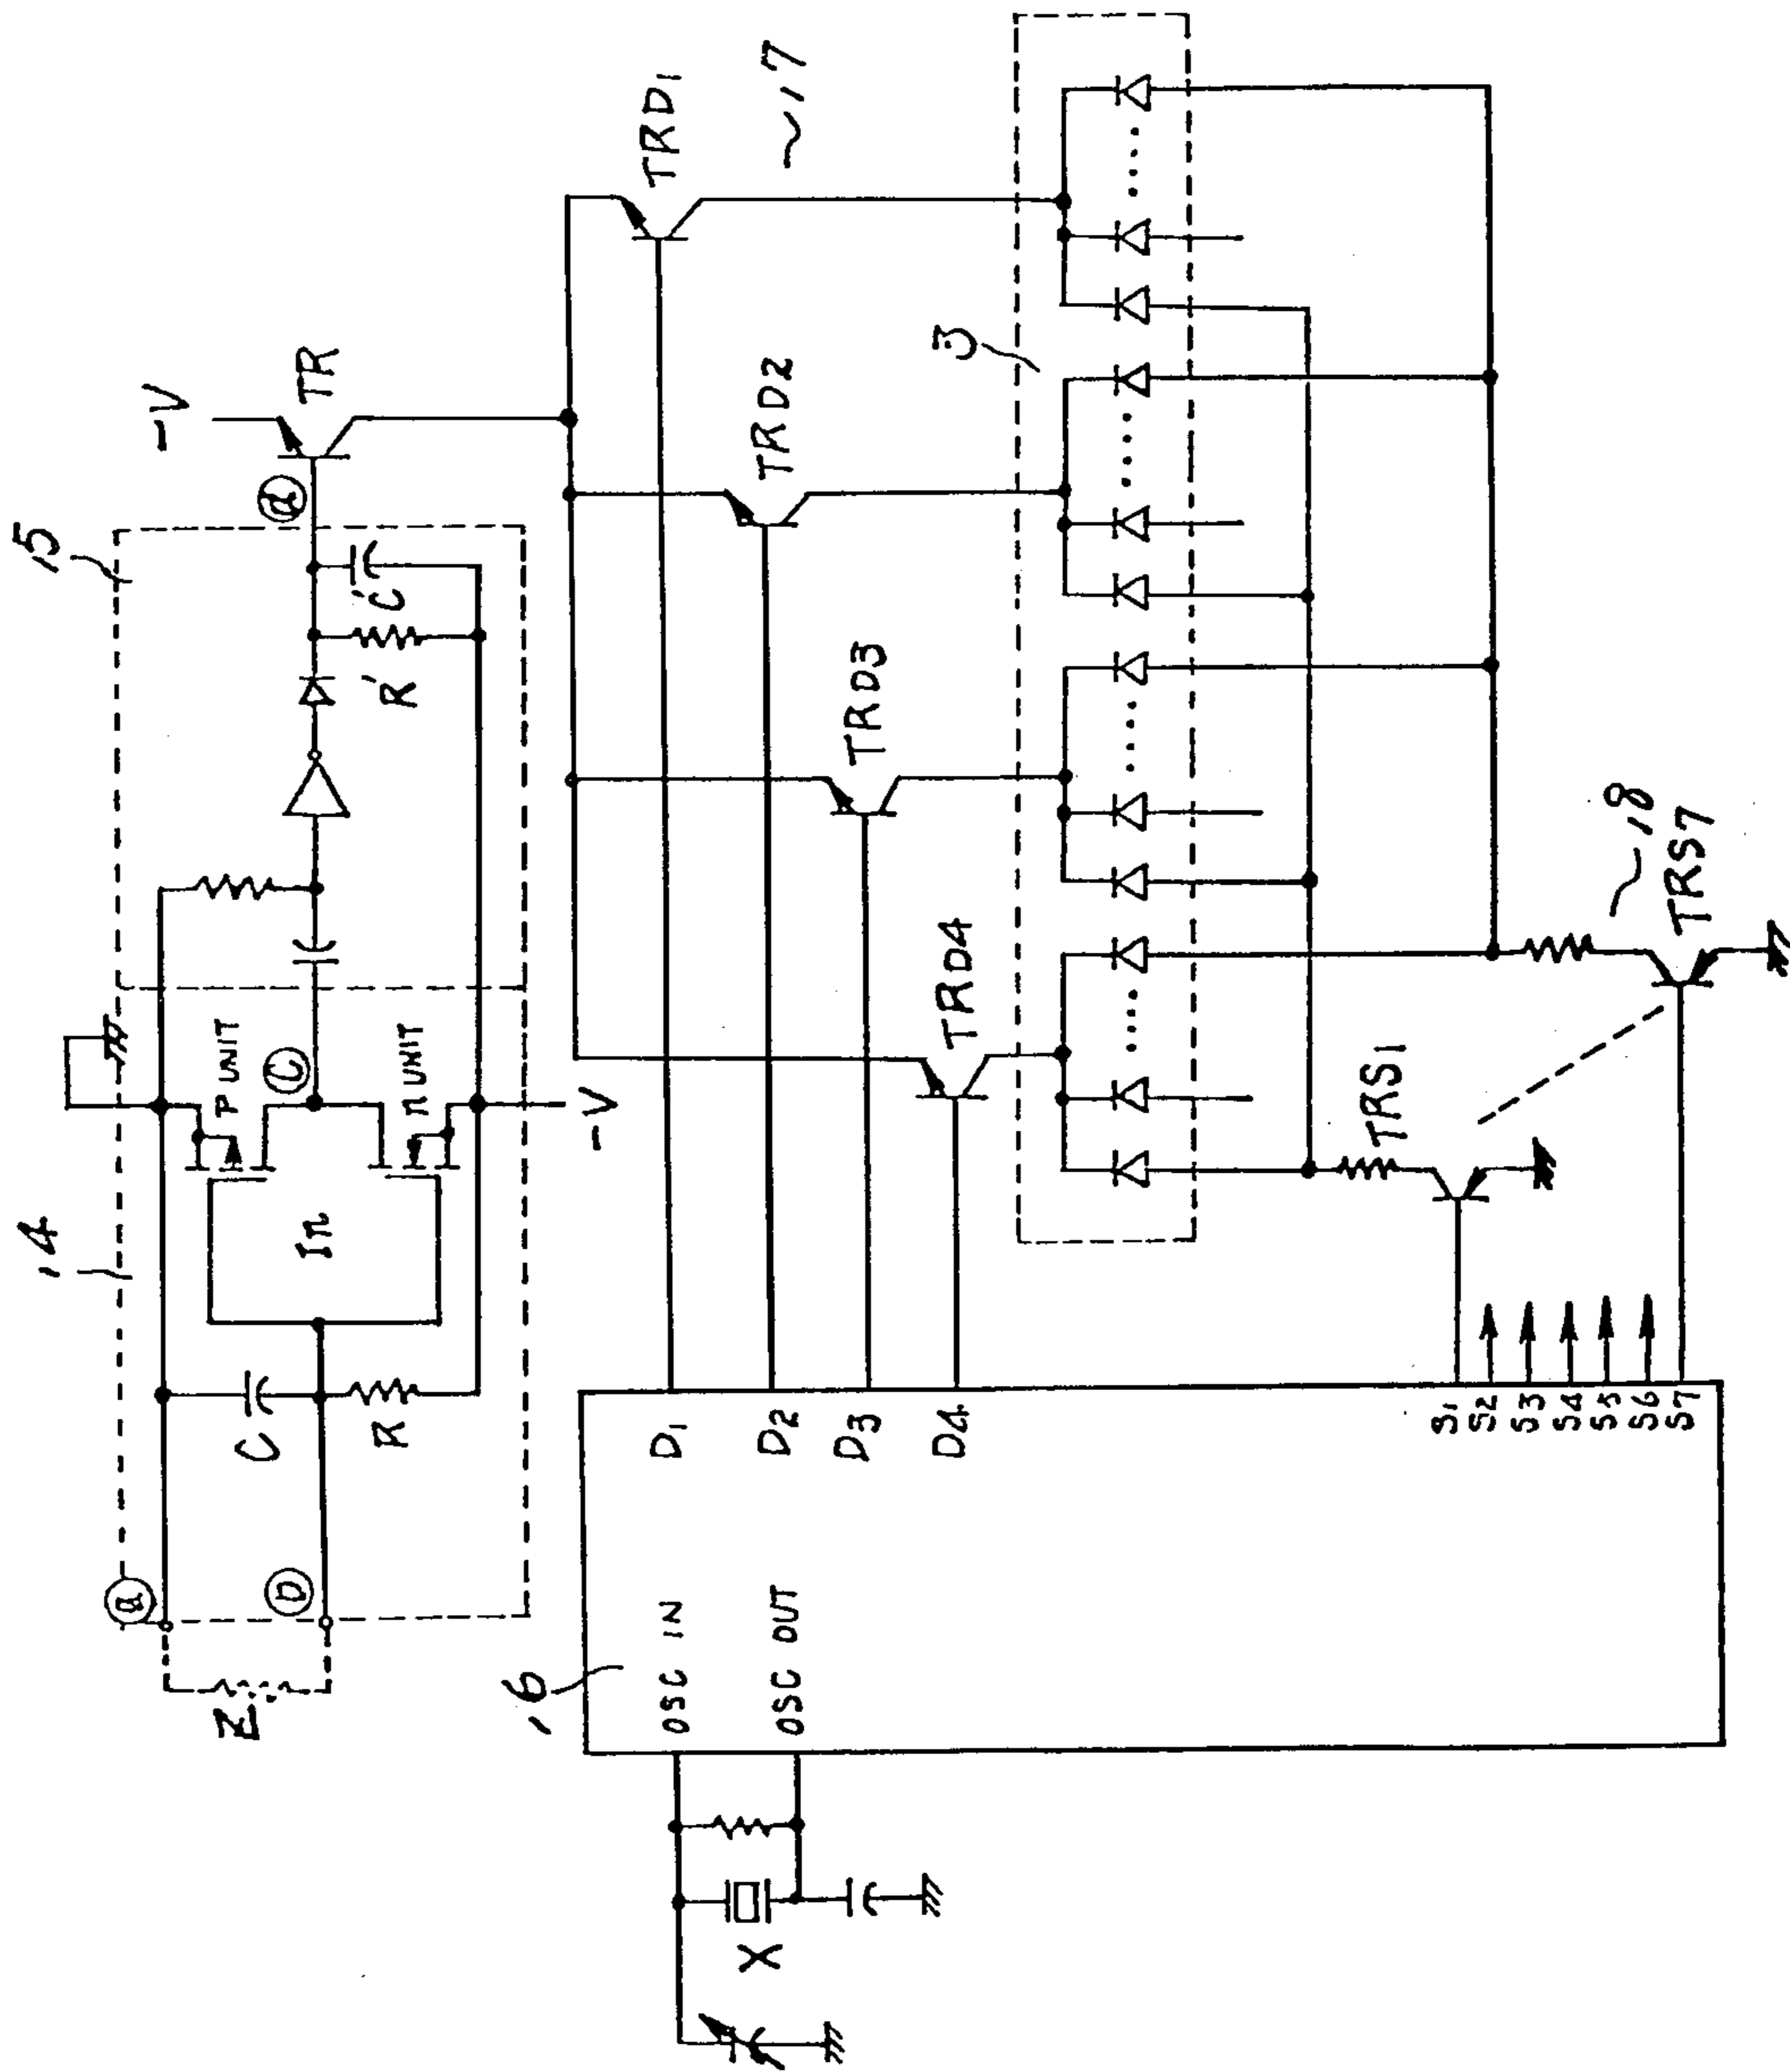 14
15
-V
TR
ⓐ
Z
ⓑ
C
R
In
P UNIT
n UNIT
ⓒ
R'
C'
ⓓ
-V
TRD1
17
TRD2
TRD3
TRD4
3
16
OSC IN
OSC OUT
X
D1
D2
D3
D4
S1
S2
S3
S4
S5
S6
S7
TRS1
18
TRS7